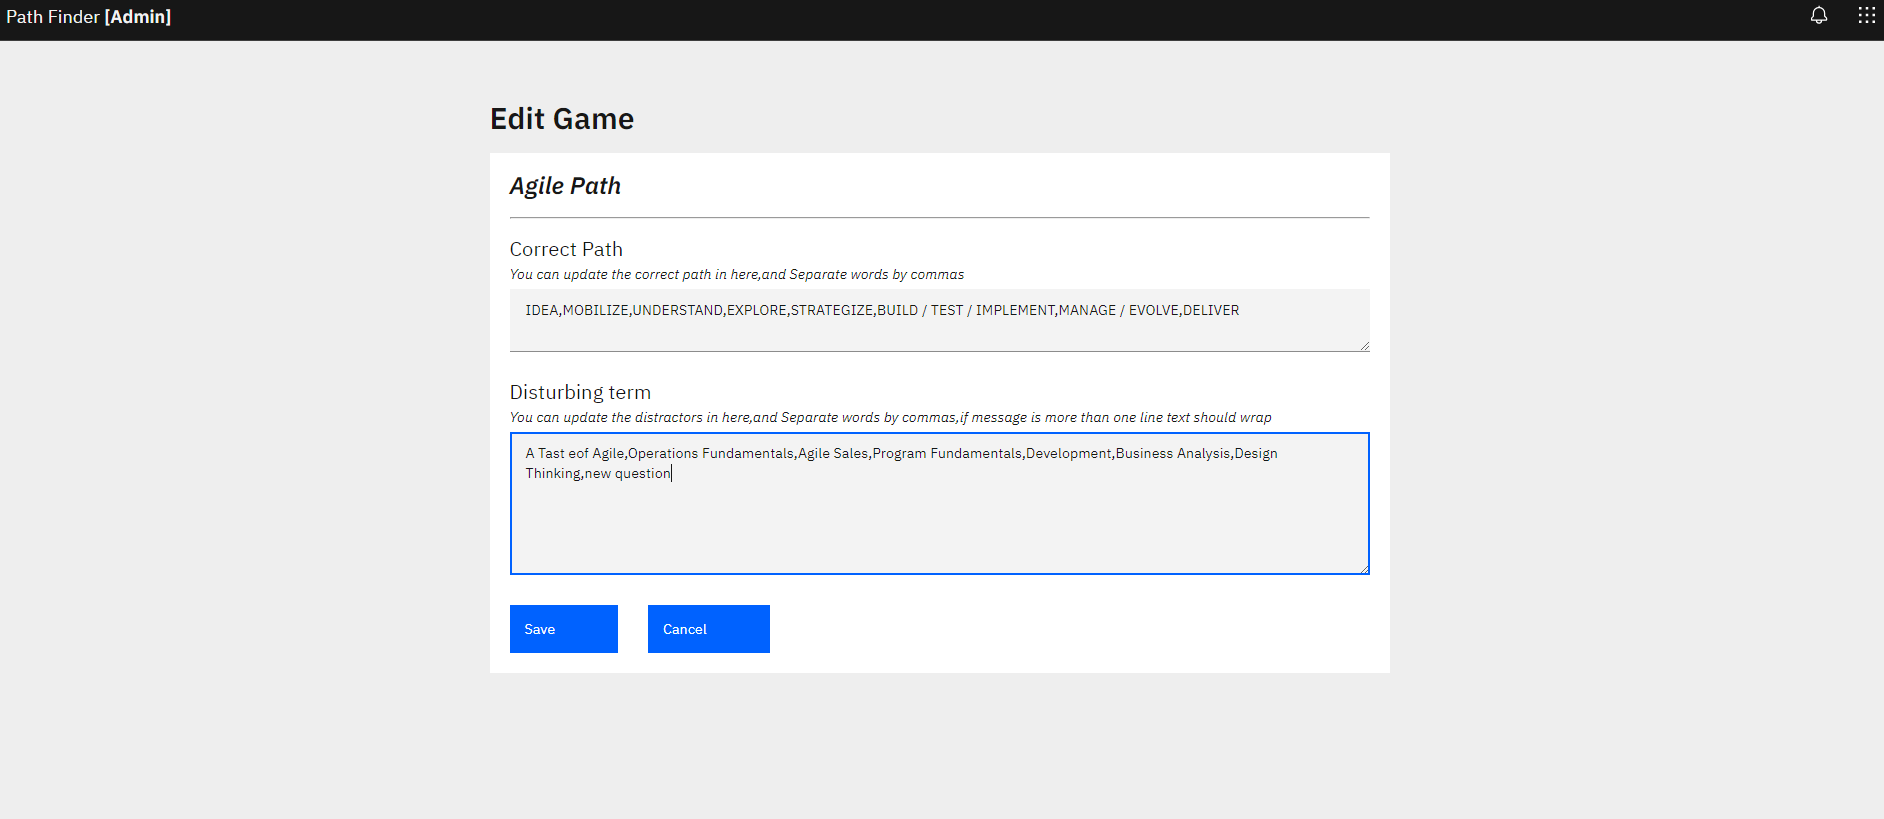 Path Finder [Admin]
Edit Game
Agile Path
Correct Path
You can update the correct path in here,and Separate words by commas
IDEA,MOBILIZE,UNDERSTAND,EXPLORE,STRATEGIZE,BUILD / TEST / IMPLEMENT,MANAGE / EVOLVE,DELIVER
Disturbing term
You can update the distractors in here,and Separate words by commas,if message is more than one line text should wrap
A Tast eof Agile,Operations Fundamentals,Agile Sales,Program Fundamentals,Development,Business Analysis,Design
Thinking,new question
Save
Cancel